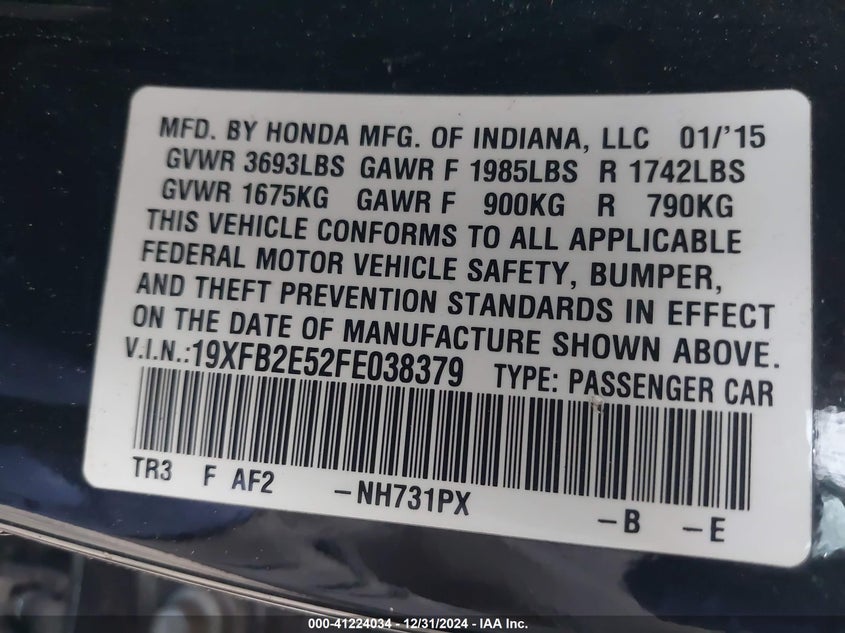 MFD. BY HONDA MFG. OF INDIANA, LLC 01/'15
GVWR 3693LBS GAWR F 1985LBS R 1742LBS
GVWR 1675KG GAWR F 900KG R 790KG
THIS VEHICLE CONFORMS TO ALL APPLICABLE
FEDERAL MOTOR VEHICLE SAFETY, BUMPER,
AND THEFT PREVENTION STANDARDS IN EFFECT
ON THE DATE OF MANUFACTURE SHOWN ABOVE.
V.I.N.:19XFB2E52FE038379 TYPE: PASSENGER CAR
TR3 F AF2 -NH731PX -B -E
000-41224034 - 12/31/2024 - IAA Inc.